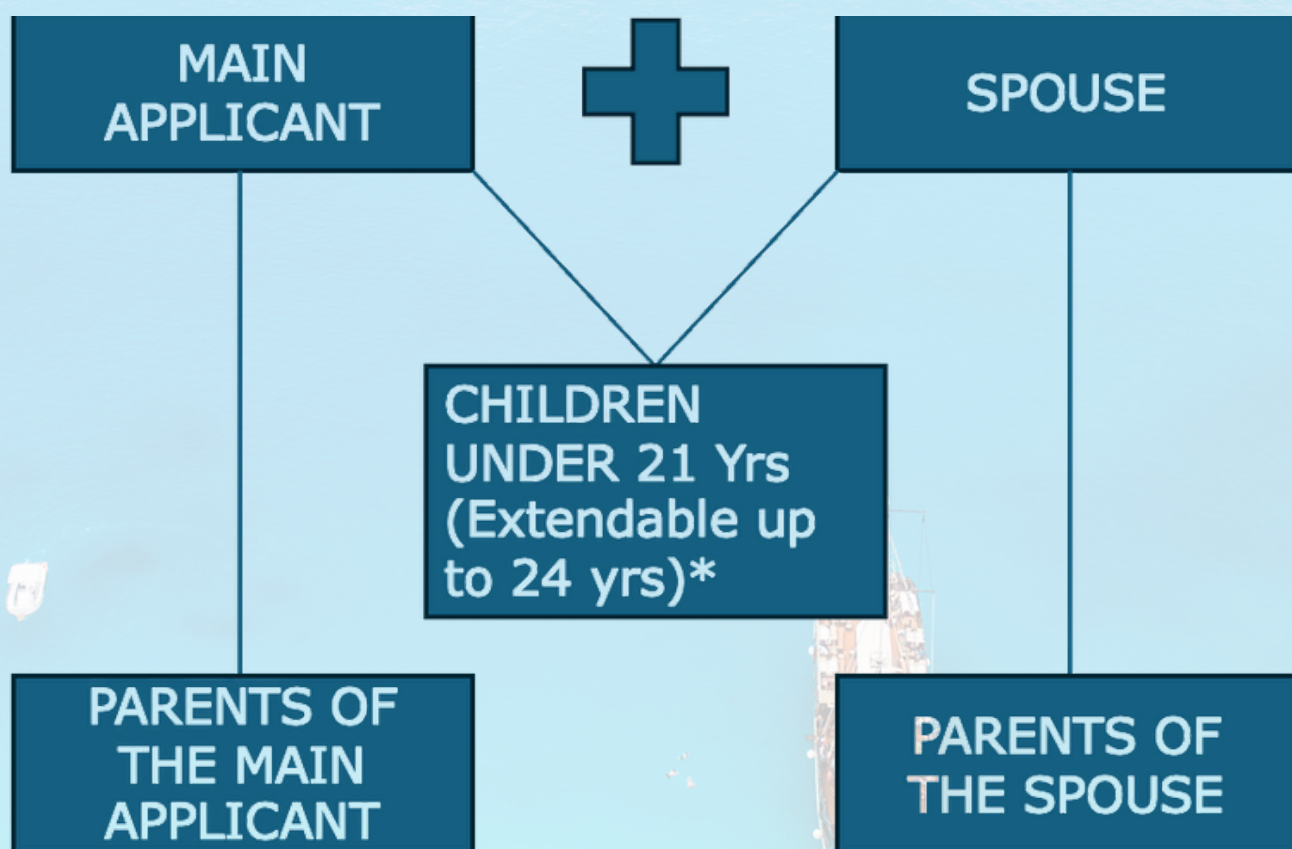 MAIN
APPLICANT
SPOUSE
CHILDREN
UNDER 21 Yrs
(Extendable up
to 24 yrs)*
PARENTS OF
THE MAIN
APPLICANT
PARENTS OF
THE SPOUSE